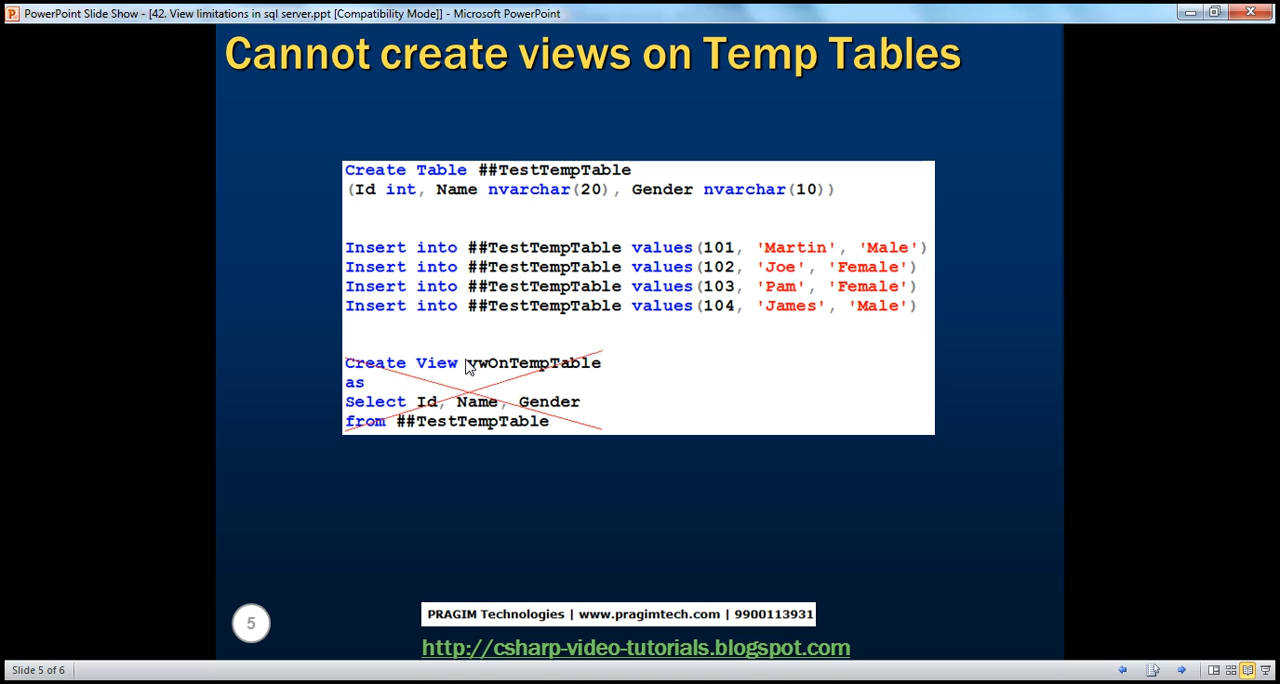 PowerPoint Slide Show - [42. View limitations in sql server.ppt [Compatibility Mode]] - Microsoft PowerPoint
Cannot create views on Temp Tables
Create Table ##TestTempTable
(Id int, Name nvarchar(20), Gender nvarchar(10))
Insert into ##TestTempTable values(101, 'Martin', 'Male')
Insert into ##TestTempTable values(102, 'Joe', 'Female')
Insert into ##TestTempTable values(103, 'Pam', 'Female')
Insert into ##TestTempTable values(104, 'James', 'Male')
Create View vwOnTempTable
as
Select Id, Name, Gender
from ##TestTempTable
PRAGIM Technologies | www.pragimtech.com | 9900113931
5
http://csharp-video-tutorials.blogspot.com
Slide 5 of 6